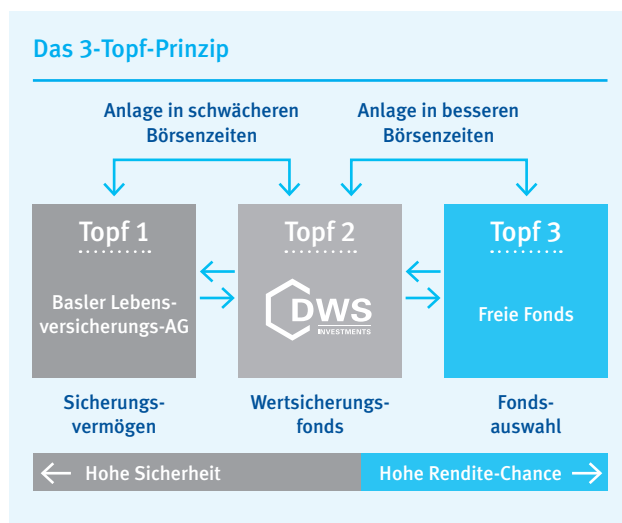 Das 3-Topf-Prinzip
Anlage in schwächeren
Börsenzeiten
Anlage in besseren
Börsenzeiten
Topf 1
Basler Lebens-
versicherungs-AG
Topf 2
DWS
INVESTMENTS
Topf 3
Freie Fonds
Sicherungs-
vermögen
Wertsicherungs-
fonds
Fonds-
auswahl
Hohe Sicherheit
Hohe Rendite-Chance